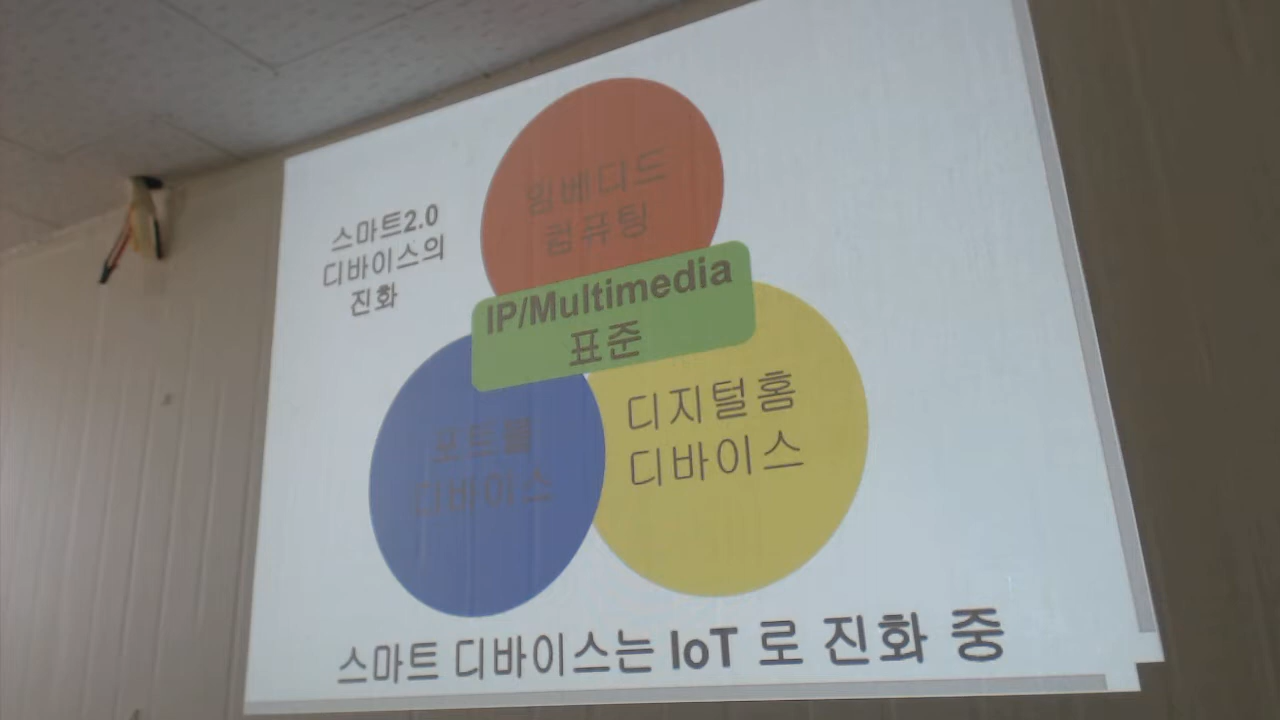 스마트2.0
디바이스의
진화
임베디드
컴퓨팅
IP/Multimedia
표준
포트블
디바이스
디지털홈
디바이스
스마트 디바이스는 IoT 로 진화 중